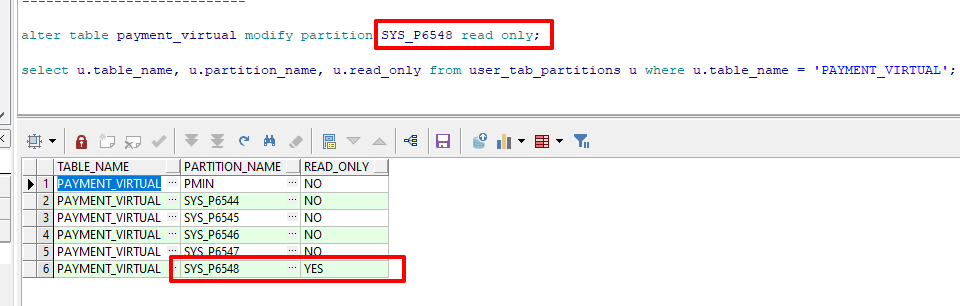 alter table payment_virtual modify partition SYS_P6548 read only;
select u.table_name, u.partition_name, u.read_only from user_tab_partitions u where u.table_name = 'PAYMENT_VIRTUAL';
TABLE_NAME PARTITION_NAME READ_ONLY
1 PAYMENT_VIRTUAL PMIN NO
2 PAYMENT_VIRTUAL SYS_P6544 NO
3 PAYMENT_VIRTUAL SYS_P6545 NO
4 PAYMENT_VIRTUAL SYS_P6546 NO
5 PAYMENT_VIRTUAL SYS_P6547 NO
6 PAYMENT_VIRTUAL SYS_P6548 YES